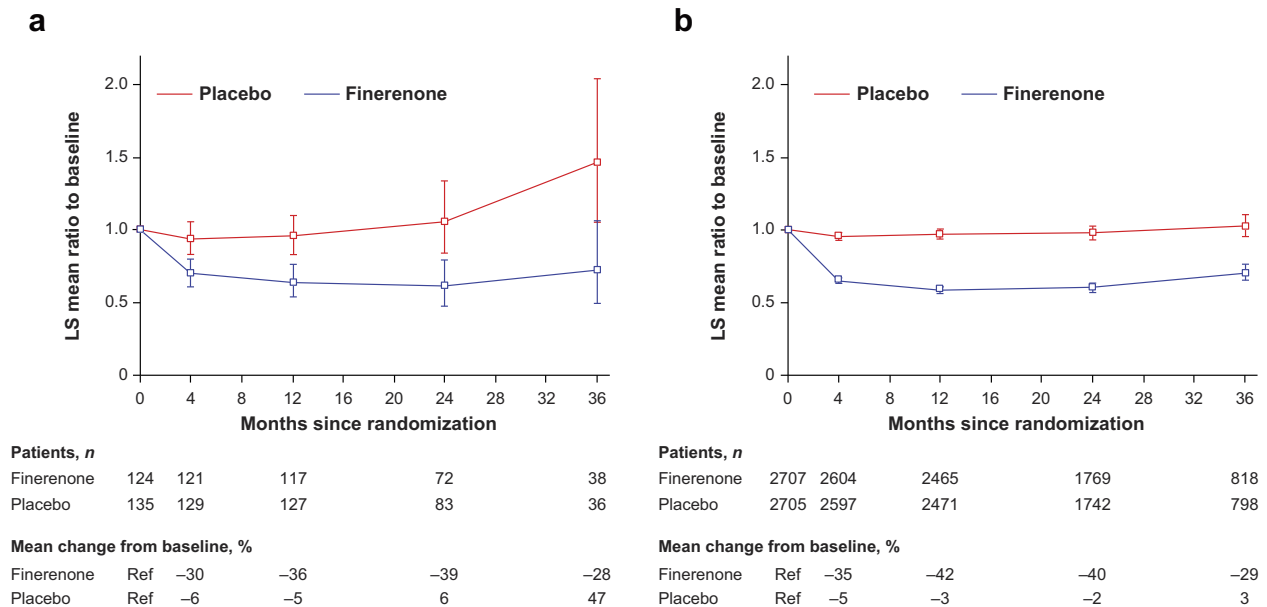 a
LS mean ratio to baseline
2.0
1.5
1.0
0.5
0
Placebo Finerenone
0 4 8 12 16 20 24 28 32 36
Months since randomization
Patients, n
Finerenone 124 121 117 72 38
Placebo 135 129 127 83 36
Mean change from baseline, %
Finerenone Ref –30 –36 –39 –28
Placebo Ref –6 –5 6 47
b
LS mean ratio to baseline
2.0
1.5
1.0
0.5
0
Placebo Finerenone
0 4 8 12 16 20 24 28 32 36
Months since randomization
Patients, n
Finerenone 2707 2604 2465 1769 818
Placebo 2705 2597 2471 1742 798
Mean change from baseline, %
Finerenone Ref –35 –42 –40 –29
Placebo Ref –5 –3 –2 3